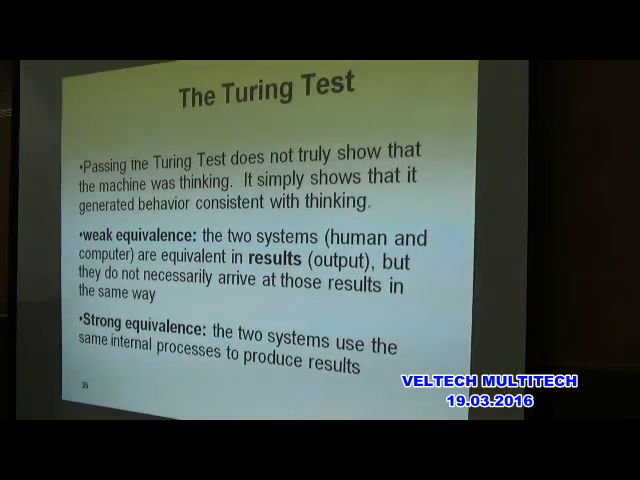 The Turing Test
•Passing the Turing Test does not truly show that
the machine was thinking. It simply shows that it
generated behavior consistent with thinking.
•weak equivalence: the two systems (human and
computer) are equivalent in results (output), but
they do not necessarily arrive at those results in
the same way
•Strong equivalence: the two systems use the
same internal processes to produce results
35
VELTECH MULTITECH
19.03.2016